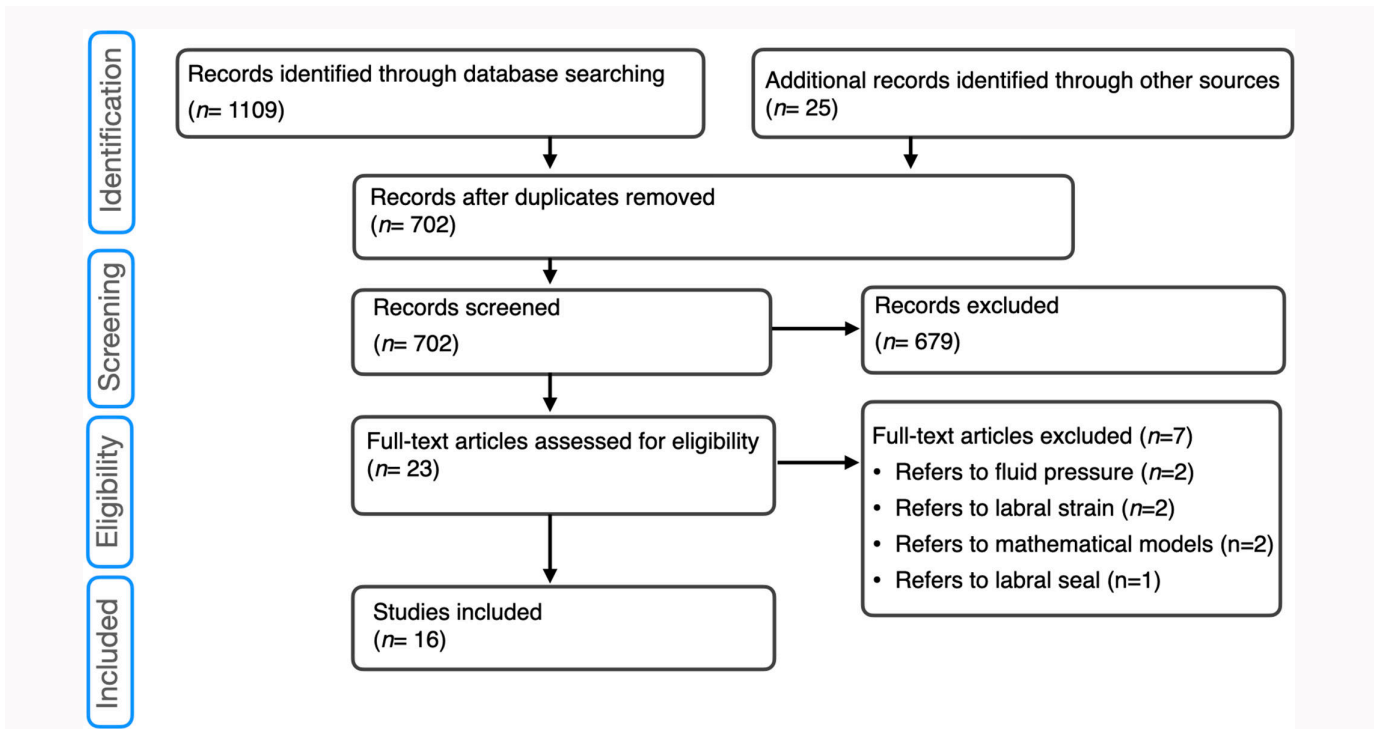 Identification
Records identified through database searching
(n= 1109)
Additional records identified through other sources
(n= 25)
Records after duplicates removed
(n= 702)
Screening
Records screened
(n= 702)
Records excluded
(n= 679)
Eligibility
Full-text articles assessed for eligibility
(n= 23)
Full-text articles excluded (n=7)
• Refers to fluid pressure (n=2)
• Refers to labral strain (n=2)
• Refers to mathematical models (n=2)
• Refers to labral seal (n=1)
Included
Studies included
(n= 16)